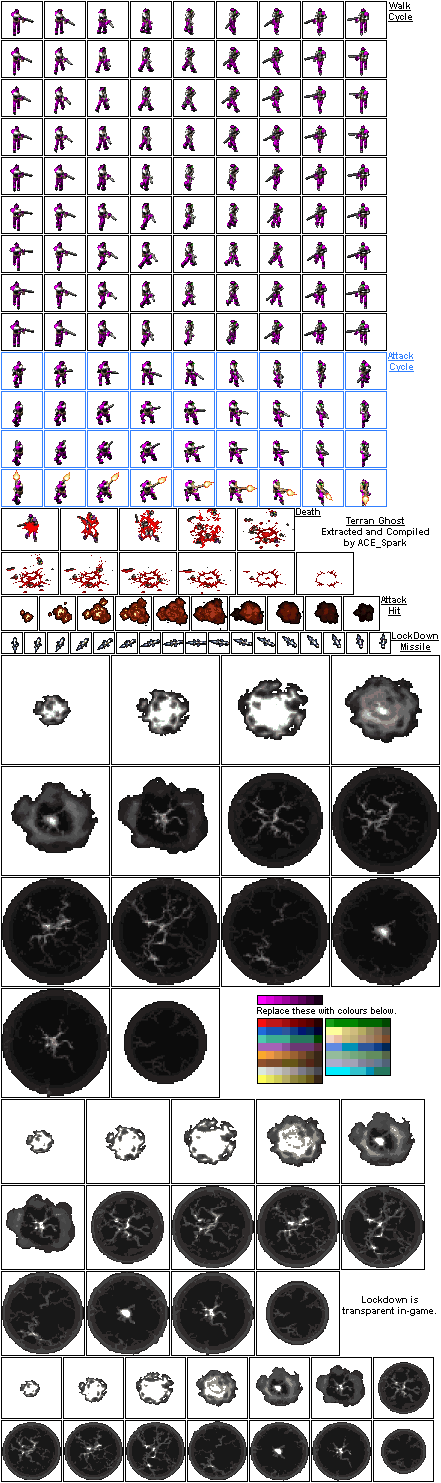 Walk
Cycle
Attack
Cycle
Death
Terran Ghost
Extracted and Compiled
by ACE_Spark
Attack
Hit
LockDown
Missile
Replace these with colours below.
Lockdown is
transparent in-game.